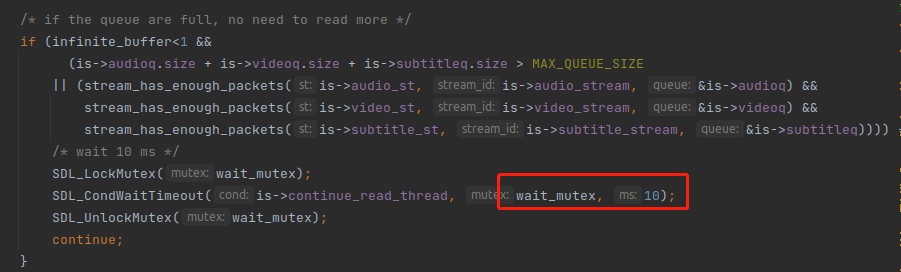 /* if the queue are full, no need to read more */
if (infinite_buffer<1 &&
(is->audioq.size + is->videoq.size + is->subtitleq.size > MAX_QUEUE_SIZE
|| (stream_has_enough_packets( st: is->audio_st, stream_id: is->audio_stream, queue: &is->audioq) &&
stream_has_enough_packets( st: is->video_st, stream_id: is->video_stream, queue: &is->videoq) &&
stream_has_enough_packets( st: is->subtitle_st, stream_id: is->subtitle_stream, queue: &is->subtitleq))))
/* wait 10 ms */
SDL_LockMutex( mutex: wait_mutex);
SDL_CondWaitTimeout( cond: is->continue_read_thread, mutex: wait_mutex, ms: 10);
SDL_UnlockMutex( mutex: wait_mutex);
continue;
}